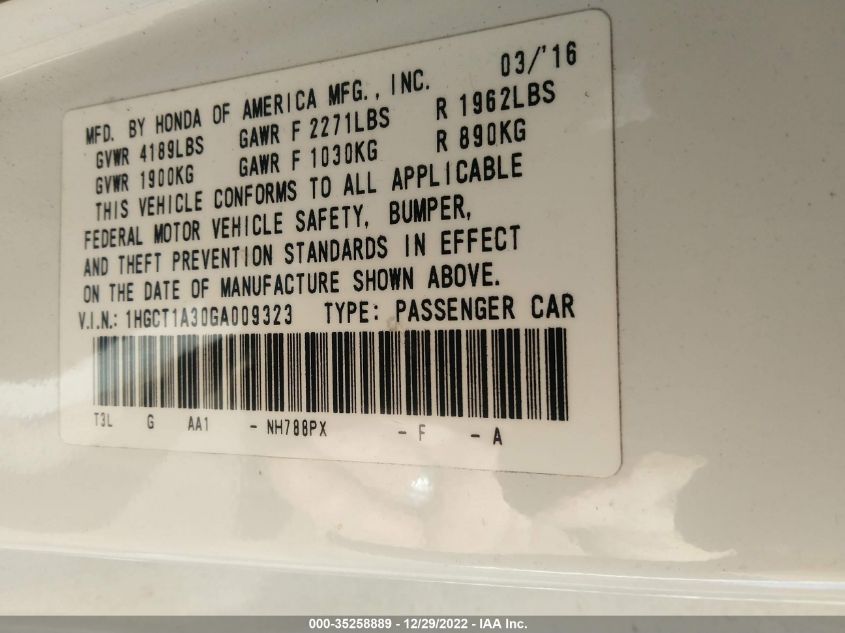 03/'16
MFD. BY HONDA OF AMERICA MFG., INC.
GVWR 4189LBS GAWR F 2271LBS R 1962LBS
GVWR 1900KG GAWR F 1030KG R 890KG
THIS VEHICLE CONFORMS TO ALL APPLICABLE
FEDERAL MOTOR VEHICLE SAFETY, BUMPER,
AND THEFT PREVENTION STANDARDS IN EFFECT
ON THE DATE OF MANUFACTURE SHOWN ABOVE.
V.I.N.: 1HGCT1A30GA009323 TYPE: PASSENGER CAR
T3L G AA1 - NH788PX - F - A
000-35258889 - 12/29/2022 - IAA Inc.